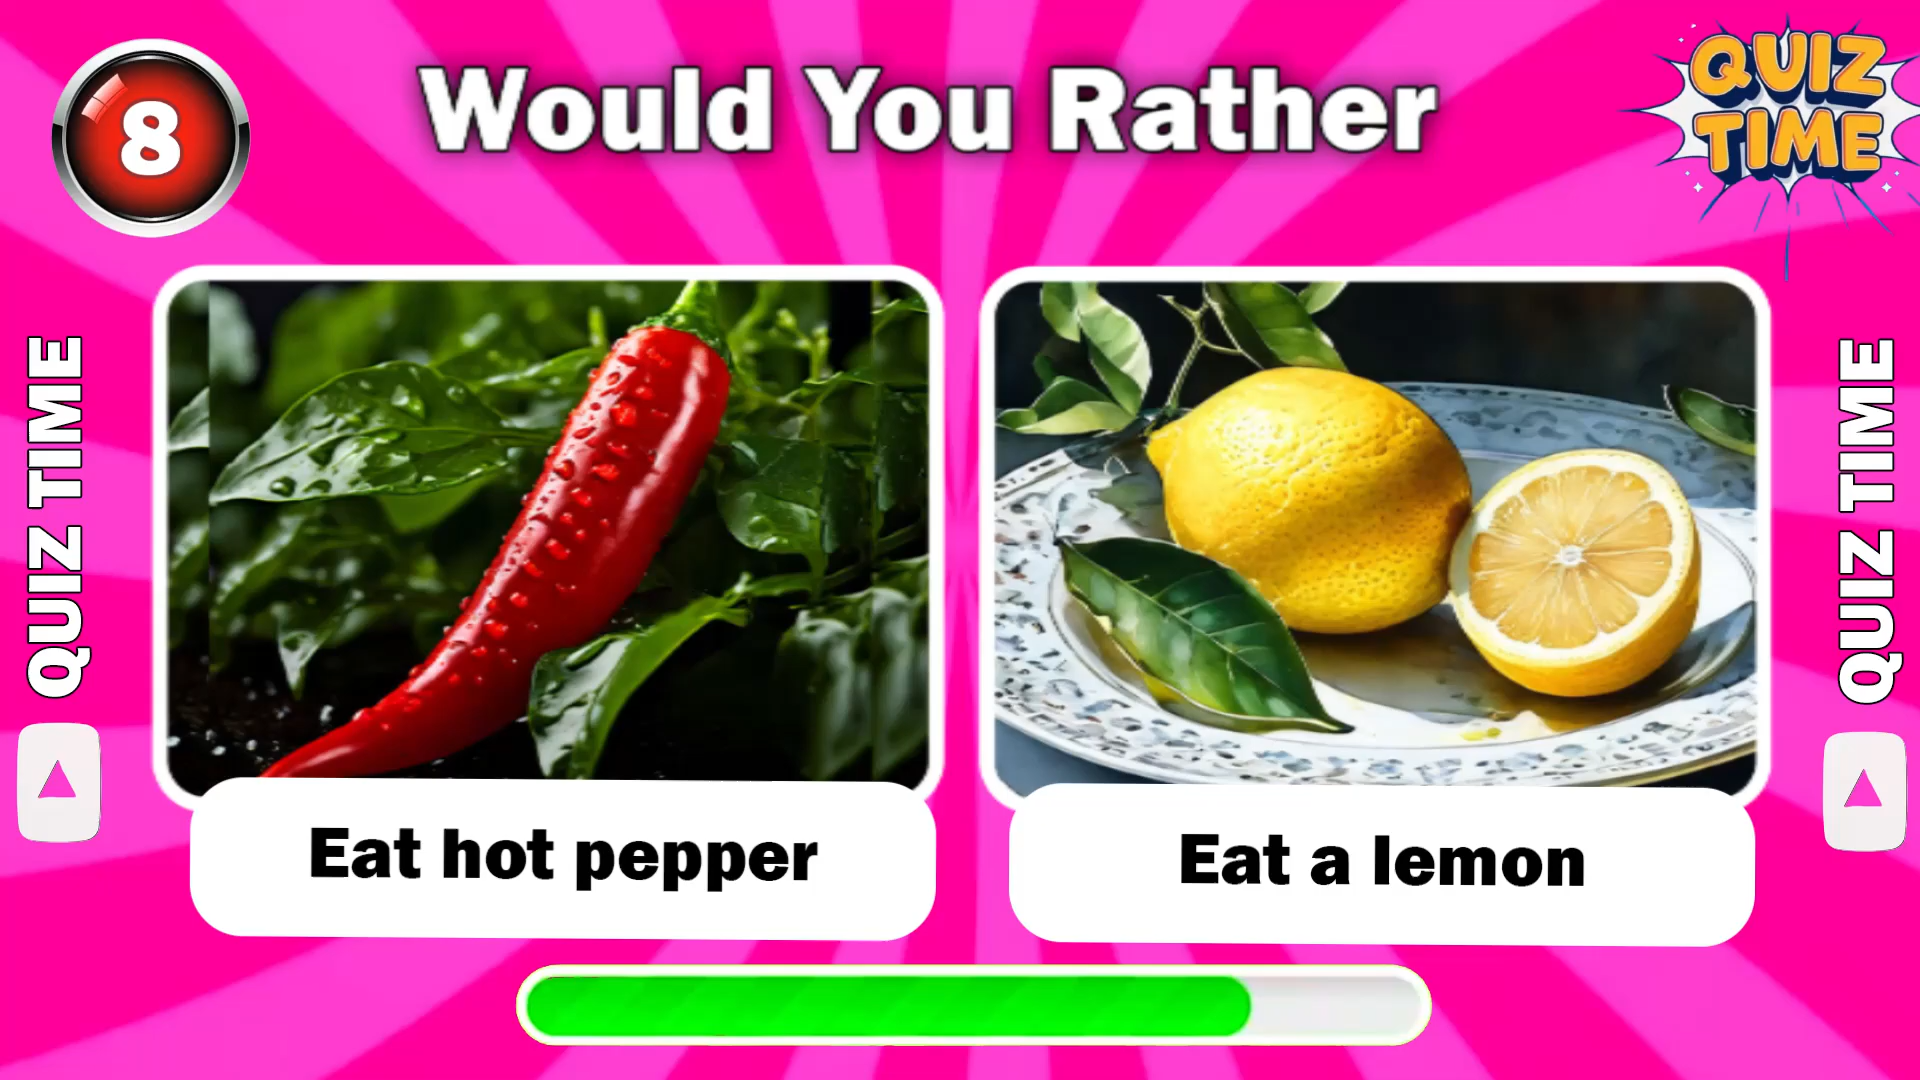 8
Would You Rather
QUIZ
TIME
QUIZ TIME
QUIZ TIME
Eat hot pepper
Eat a lemon